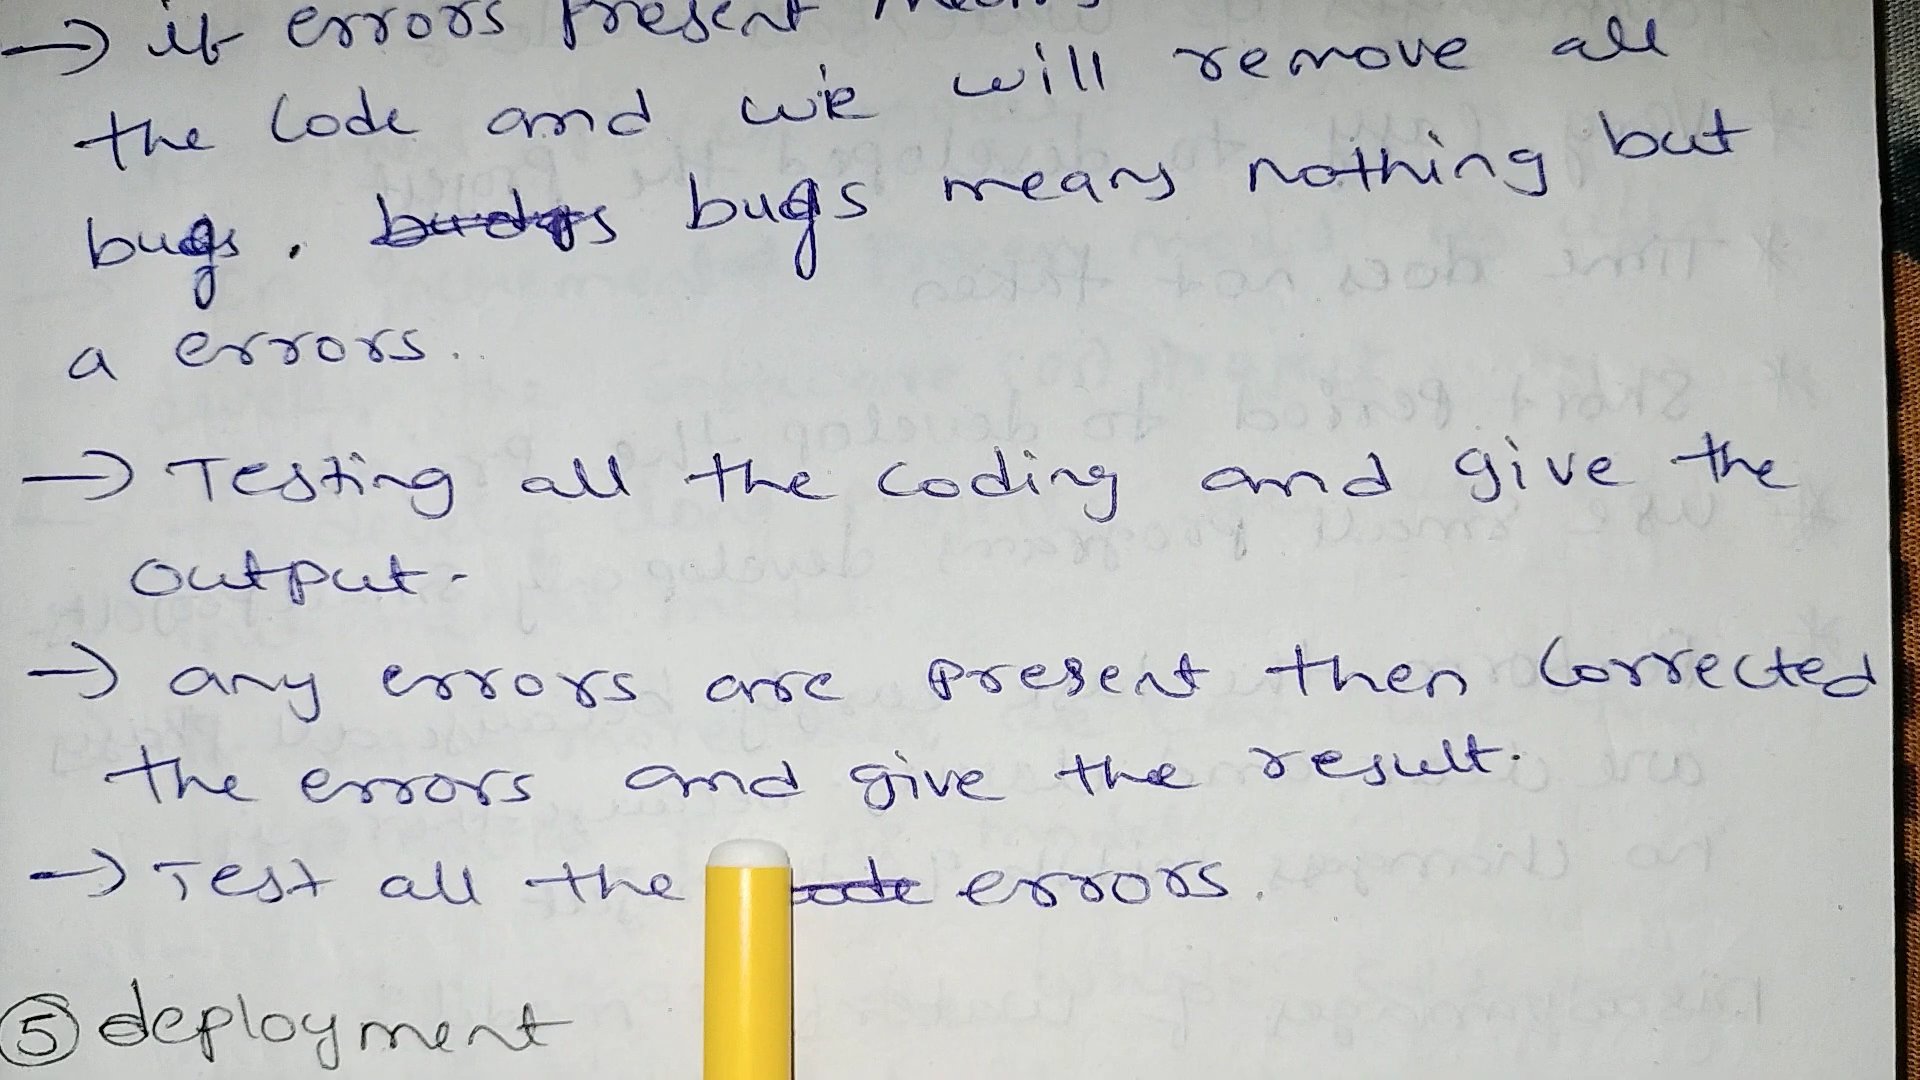 → if errors present means
the code and we will remove all
bugs. bugs means nothing but
a errors.
→ Testing all the coding and give the
output.
→ any errors are present then corrected
the errors and give the result.
→ Test all the code errors.
⑤ deployment